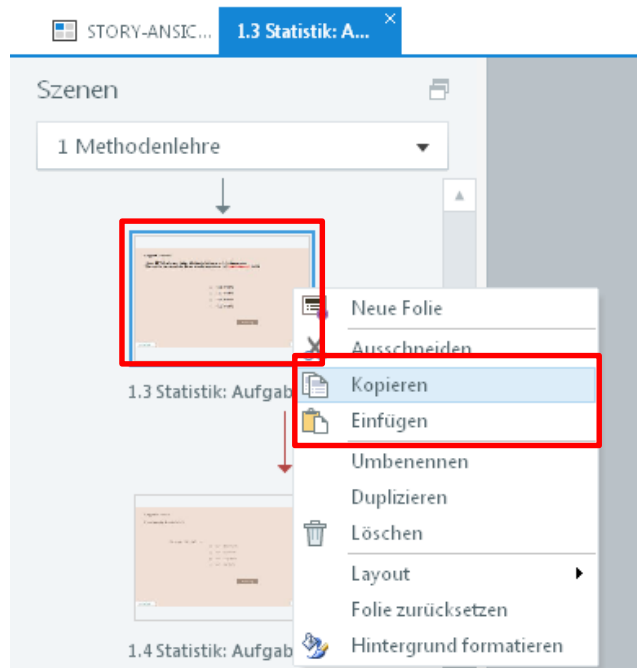 STORY-ANSIC... 1.3 Statistik: A... ×
Szenen
1 Methodenlehre
Neue Folie
Ausschneiden
1.3 Statistik: Aufgab
Kopieren
Einfügen
Umbenennen
Duplizieren
Löschen
Layout
Folie zurücksetzen
1.4 Statistik: Aufgab
Hintergrund formatieren